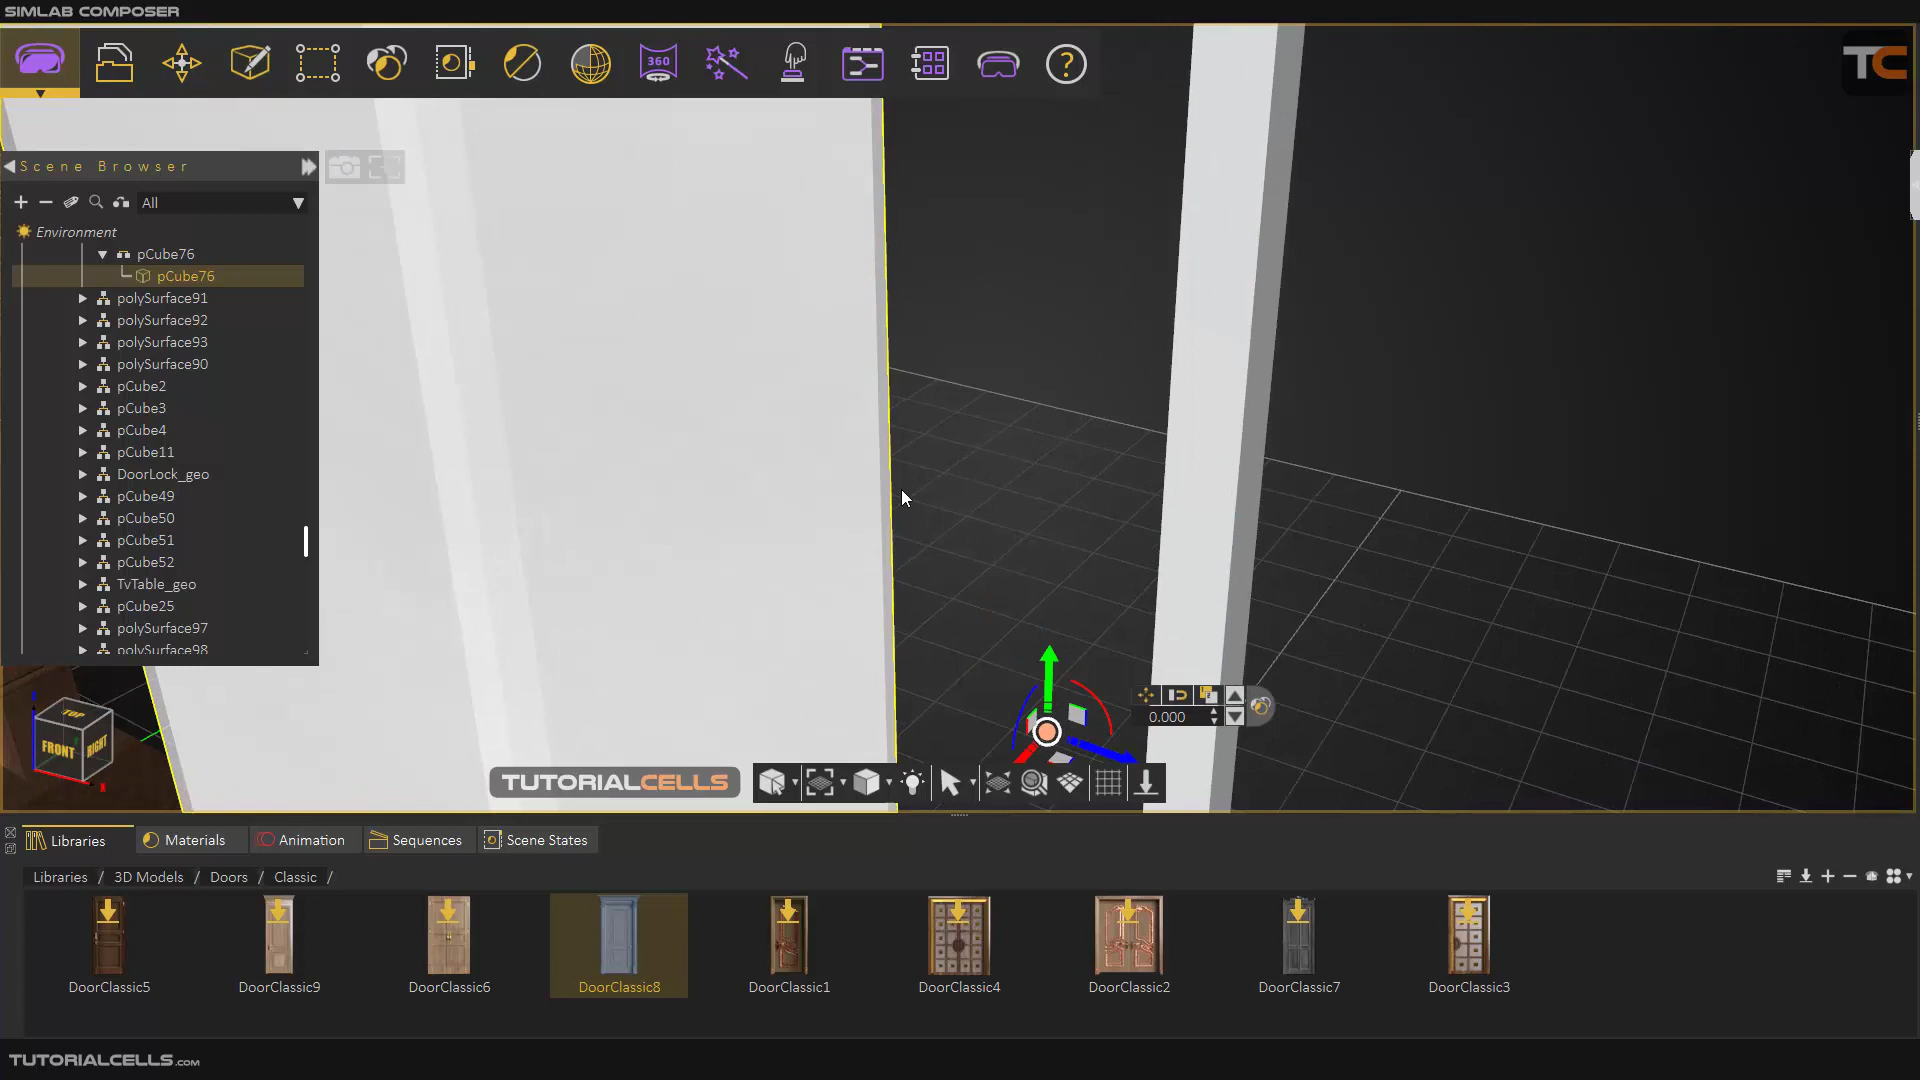 SIMLAB COMPOSER
360
?
TC
Scene Browser
All
Environment
pCube76
pCube76
polySurface91
polySurface92
polySurface93
polySurface90
pCube2
pCube3
pCube4
pCube11
DoorLock_geo
pCube49
pCube50
pCube51
pCube52
TvTable_geo
pCube25
polySurface97
polySurface98
TOP
FRONT
RIGHT
x
0.000
TUTORIALCELLS
Libraries
Materials
Animation
Sequences
Scene States
Libraries / 3D Models / Doors / Classic /
DoorClassic5
DoorClassic9
DoorClassic6
DoorClassic8
DoorClassic1
DoorClassic4
DoorClassic2
DoorClassic7
DoorClassic3
TUTORIALCELLS.COM